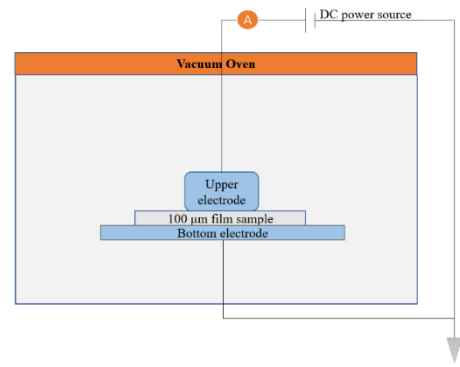 A
DC power source
Vacuum Oven
Upper
electrode
100 µm film sample
Bottom electrode